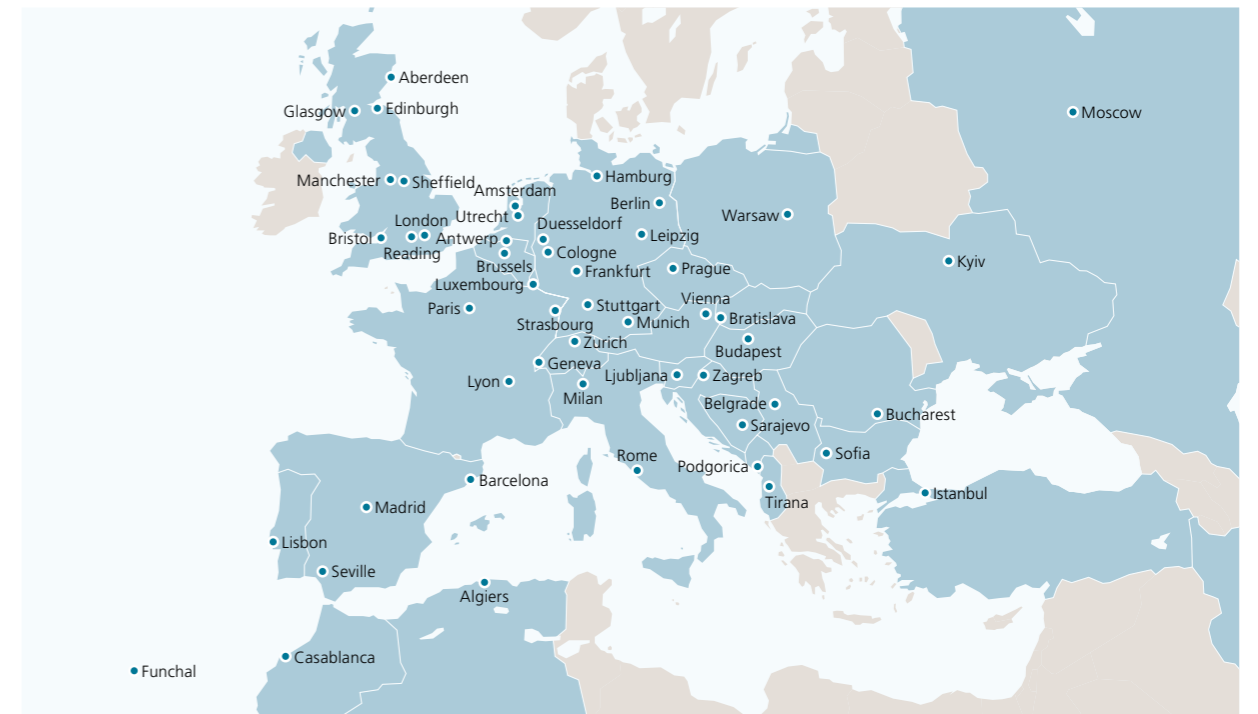 Aberdeen
Glasgow
Edinburgh
Moscow
Manchester
Sheffield
Hamburg
Amsterdam
Berlin
Utrecht
Warsaw
London
Duesseldorf
Bristol
Antwerp
Leipzig
Reading
Cologne
Brussels
Frankfurt
Prague
Kyiv
Luxembourg
Paris
Stuttgart
Vienna
Strasbourg
Munich
Bratislava
Zurich
Budapest
Geneva
Lyon
Milan
Ljubljana
Zagreb
Belgrade
Bucharest
Sarajevo
Rome
Sofia
Podgorica
Barcelona
Istanbul
Tirana
Madrid
Lisbon
Seville
Algiers
Casablanca
Funchal